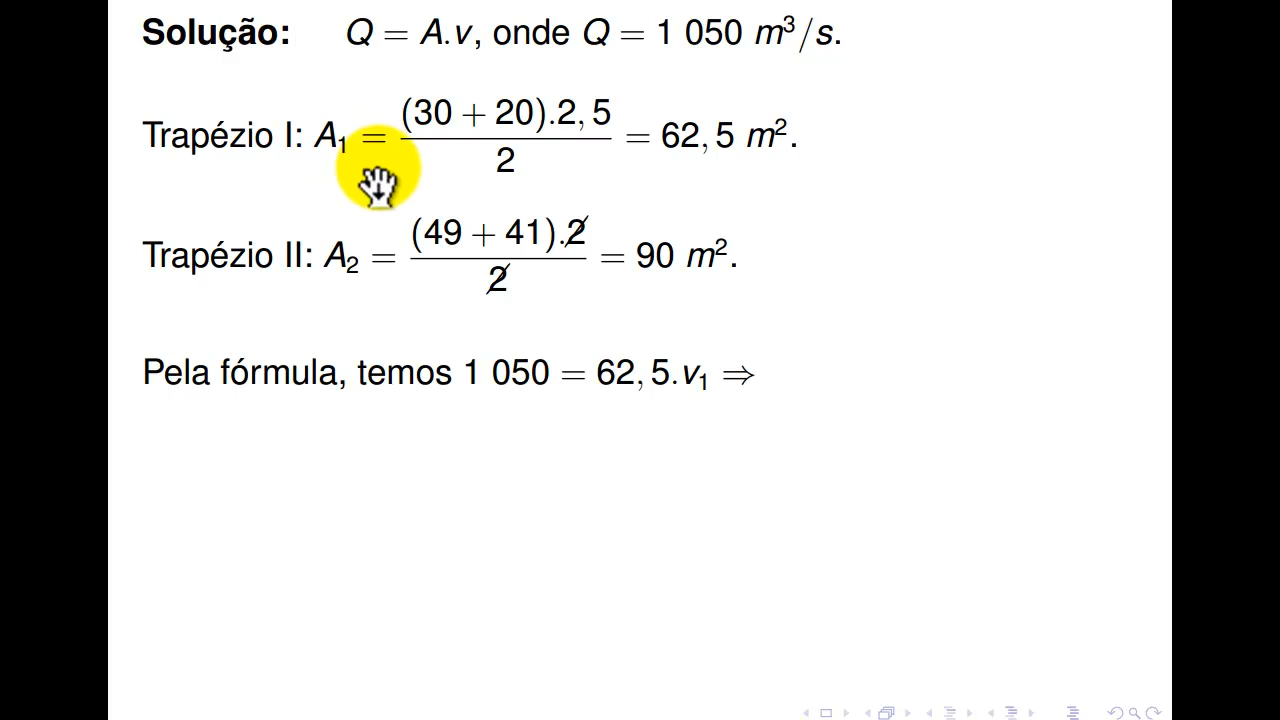 Solução: Q = A.v, onde Q = 1 050 m³/s.
Trapézio I: A₁ = (30 + 20).2, 5 / 2 = 62, 5 m².
Trapézio II: A₂ = (49 + 41).2 / 2 = 90 m².
Pela fórmula, temos 1 050 = 62, 5.v₁ ⇒